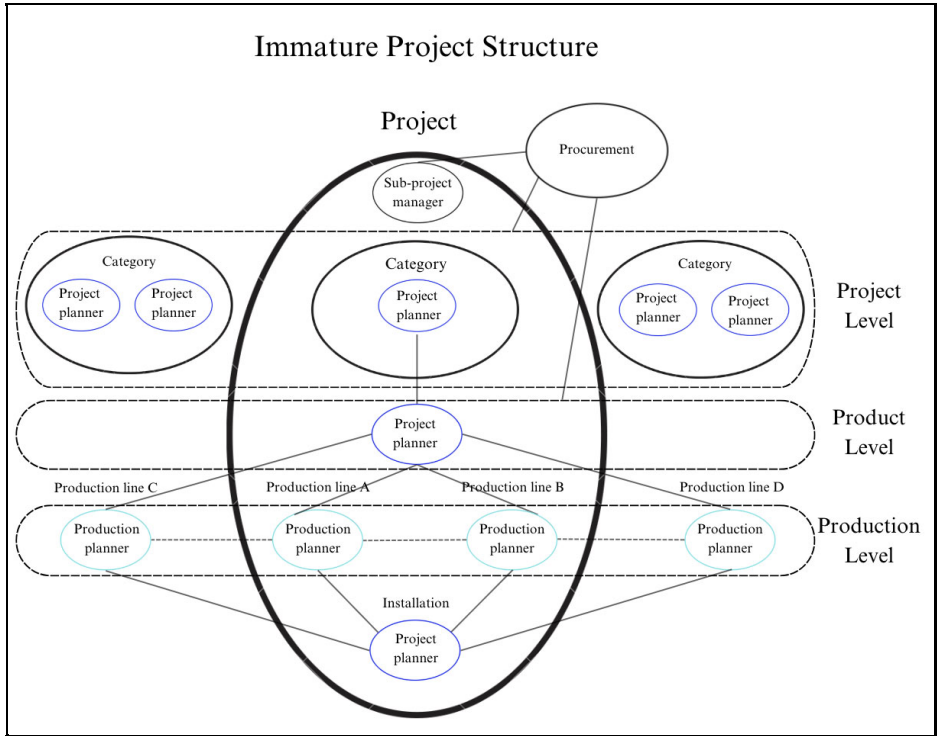 Immature Project Structure
Project
Procurement
Sub-project
manager
Category
Project
planner
Project
planner
Category
Project
planner
Category
Project
planner
Project
planner
Project
Level
Project
planner
Product
Level
Production line C
Production line A
Production line B
Production line D
Production
planner
Production
planner
Production
planner
Production
planner
Production
Level
Installation
Project
planner